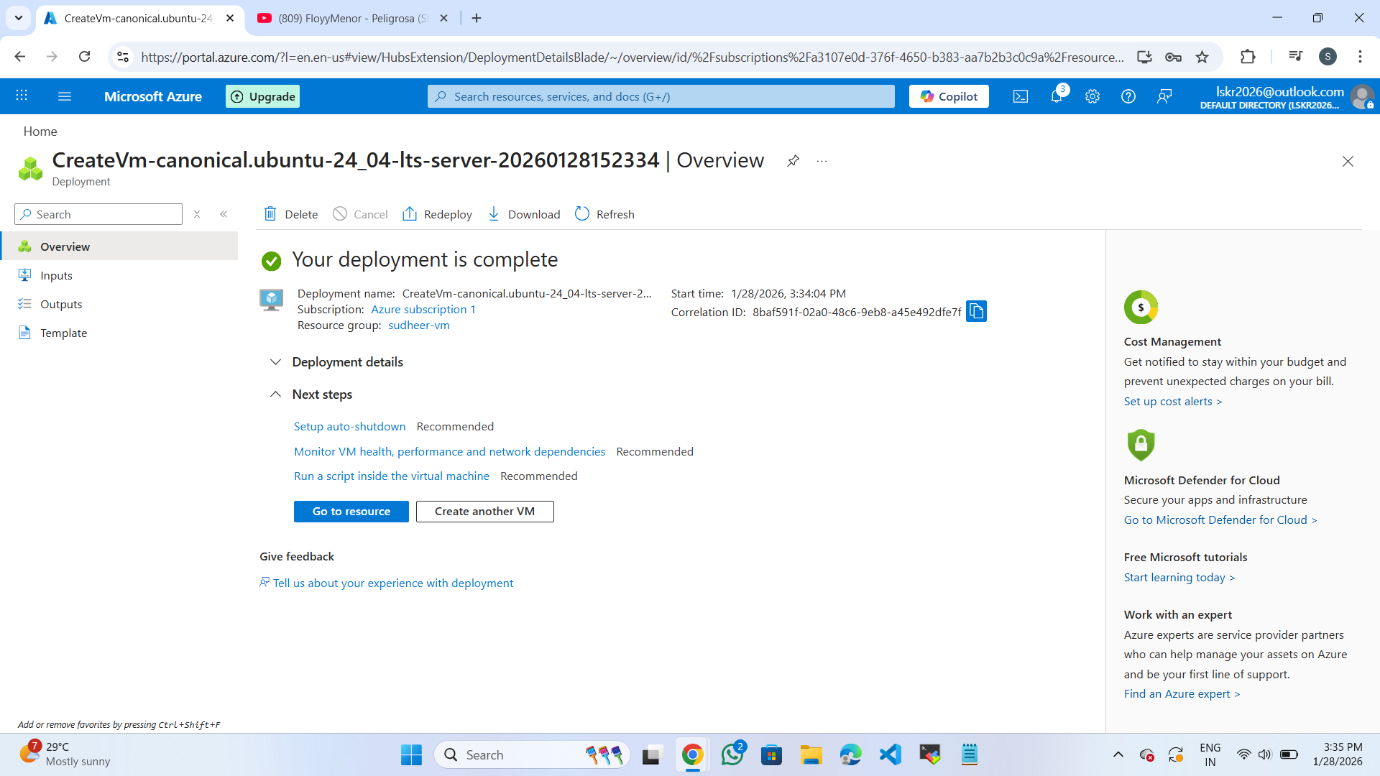 CreateVm-canonical.ubuntu-24
(809) FloyyMenor - Peligrosa (S
https://portal.azure.com/?l=en.en-us#view/HubsExtension/DeploymentDetailsBlade/~/overview/id/%2Fsubscriptions%2Fa3107e0d-376f-4650-b383-aa7b2b3c0c9a%2Fresource...
S
Microsoft Azure
Upgrade
Search resources, services, and docs (G+/)
Copilot
3
lskr2026@outlook.com
DEFAULT DIRECTORY (LSKR2026...
Home
CreateVm-canonical.ubuntu-24_04-lts-server-20260128152334 | Overview
Deployment
Search
Delete
Cancel
Redeploy
Download
Refresh
Overview
Inputs
Outputs
Template
Your deployment is complete
Deployment name: CreateVm-canonical.ubuntu-24_04-lts-server-2...
Subscription: Azure subscription 1
Resource group: sudheer-vm
Start time: 1/28/2026, 3:34:04 PM
Correlation ID: 8baf591f-02a0-48c6-9eb8-a45e492dfe7f
Deployment details
Next steps
Setup auto-shutdown Recommended
Monitor VM health, performance and network dependencies Recommended
Run a script inside the virtual machine Recommended
Go to resource
Create another VM
Give feedback
Tell us about your experience with deployment
Cost Management
Get notified to stay within your budget and
prevent unexpected charges on your bill.
Set up cost alerts >
Microsoft Defender for Cloud
Secure your apps and infrastructure
Go to Microsoft Defender for Cloud >
Free Microsoft tutorials
Start learning today >
Work with an expert
Azure experts are service provider partners
who can help manage your assets on Azure
and be your first line of support.
Find an Azure expert >
Add or remove favorites by pressing Ctrl+Shift+F
7
29°C
Mostly sunny
Search
2
ENG
IN
3:35 PM
1/28/2026